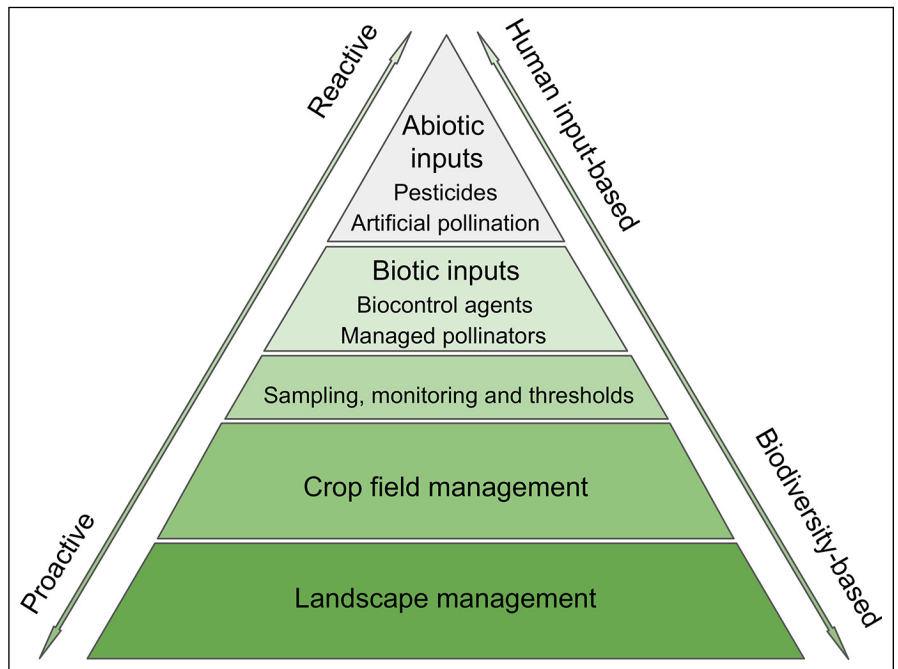 Reactive
Human input-based
Abiotic
inputs
Pesticides
Artificial pollination
Biotic inputs
Biocontrol agents
Managed pollinators
Sampling, monitoring and thresholds
Crop field management
Landscape management
Proactive
Biodiversity-based